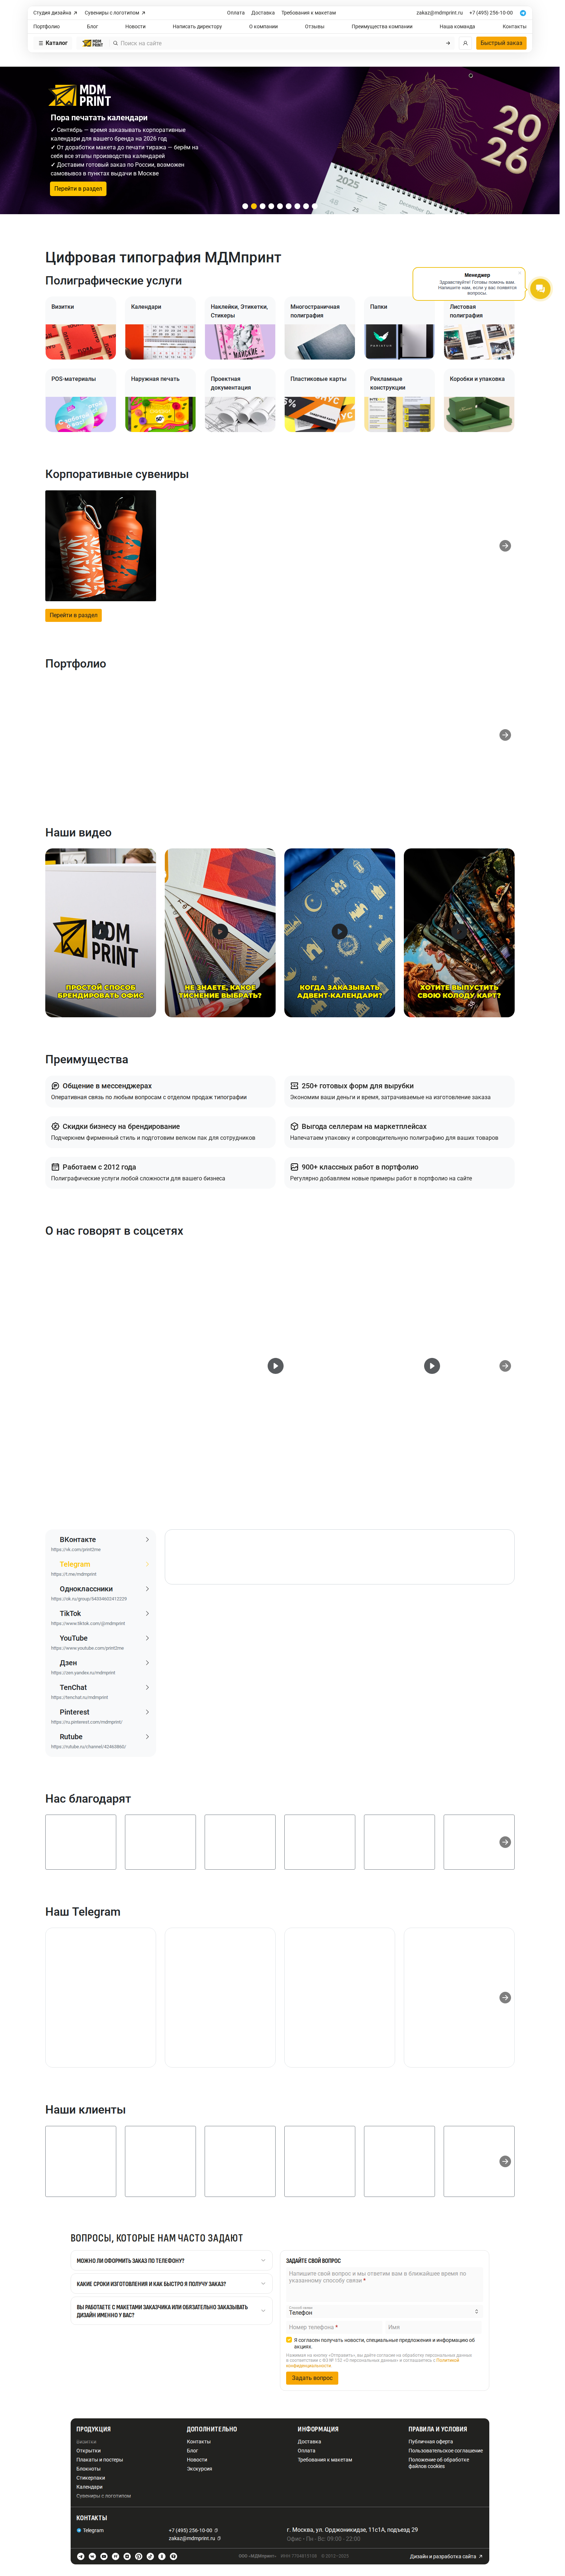 Студия дизайна
Сувениры с логотипом
Оплата
Доставка
Требования к макетам
zakaz@mdmprint.ru
+7 (495) 256-10-00
Портфолио
Блог
Новости
Написать директору
О компании
Отзывы
Преимущества компании
Наша команда
Контакты
Каталог
MDM PRINT
Поиск на сайте
Быстрый заказ
MDM
PRINT
Пора печатать календари
✓ Сентябрь — время заказывать корпоративные
календари для вашего бренда на 2026 год
✓ От доработки макета до печати тиража — берём на
себя все этапы производства календарей
✓ Доставим готовый заказ по России, возможен
самовывоз в пунктах выдачи в Москве
Перейти в раздел
2025
20
26
Цифровая типография МДМпринт
Полиграфические услуги
Менеджер
Здравствуйте! Готовы помочь вам.
Напишите нам, если у вас появится
вопросы.
Визитки
Календари
Наклейки, Этикетки,
Стикеры
Многостраничная
полиграфия
Папки
Листовая
полиграфия
POS-материалы
Наружная печать
Проектная
документация
Пластиковые карты
Рекламные
конструкции
Коробки и упаковка
Корпоративные сувениры
Перейти в раздел
Портфолио
Наши видео
MDM
PRINT
ПРОСТОЙ СПОСОБ
БРЕНДИРОВАТЬ ОФИС
НЕ ЗНАЕТЕ, КАКОЕ
ТИСНЕНИЕ ВЫБРАТЬ?
КОГДА ЗАКАЗЫВАТЬ
АДВЕНТ-КАЛЕНДАРИ?
ХОТИТЕ ВЫПУСТИТЬ
СВОЮ КОЛОДУ КАРТ?
Преимущества
Общение в мессенджерах
Оперативная связь по любым вопросам с отделом продаж типографии
250+ готовых форм для вырубки
Экономим ваши деньги и время, затрачиваемые на изготовление заказа
Скидки бизнесу на брендирование
Подчеркнем фирменный стиль и подготовим велком пак для сотрудников
Выгода селлерам на маркетплейсах
Напечатаем упаковку и сопроводительную полиграфию для ваших товаров
Работаем с 2012 года
Полиграфические услуги любой сложности для вашего бизнеса
900+ классных работ в портфолио
Регулярно добавляем новые примеры работ в портфолио на сайте
О нас говорят в соцсетях
ВКонтакте
https://vk.com/print2me
Telegram
https://t.me/mdmprint
Одноклассники
https://ok.ru/group/54334602412229
TikTok
https://www.tiktok.com/@mdmprint
YouTube
https://www.youtube.com/print2me
Дзен
https://zen.yandex.ru/mdmprint
TenChat
https://tenchat.ru/mdmprint
Pinterest
https://ru.pinterest.com/mdmprint/
Rutube
https://rutube.ru/channel/42463860/
Нас благодарят
Наш Telegram
Наши клиенты
ВОПРОСЫ, КОТОРЫЕ НАМ ЧАСТО ЗАДАЮТ
МОЖНО ЛИ ОФОРМИТЬ ЗАКАЗ ПО ТЕЛЕФОНУ?
КАКИЕ СРОКИ ИЗГОТОВЛЕНИЯ И КАК БЫСТРО Я ПОЛУЧУ ЗАКАЗ?
ВЫ РАБОТАЕТЕ С МАКЕТАМИ ЗАКАЗЧИКА ИЛИ ОБЯЗАТЕЛЬНО ЗАКАЗЫВАТЬ
ДИЗАЙН ИМЕННО У ВАС?
ЗАДАЙТЕ СВОЙ ВОПРОС
Напишите свой вопрос и мы ответим вам в ближайшее время по
указанному способу связи *
Способ связи
Телефон
Номер телефона *
Имя
Я согласен получать новости, специальные предложения и информацию об
акциях.
Нажимая на кнопку «Отправить», вы даёте согласие на обработку персональных данных
в соответствии с ФЗ № 152 «О персональных данных» и соглашаетесь с Политикой
конфиденциальности
Задать вопрос
ПРОДУКЦИЯ
Визитки
Открытки
Плакаты и постеры
Блокноты
Стикерпаки
Календари
Сувениры с логотипом
ДОПОЛНИТЕЛЬНО
Контакты
Блог
Новости
Экскурсия
ИНФОРМАЦИЯ
Доставка
Оплата
Требования к макетам
ПРАВИЛА И УСЛОВИЯ
Публичная оферта
Пользовательское соглашение
Положение об обработке
файлов cookies
КОНТАКТЫ
Telegram
+7 (495) 256-10-00
zakaz@mdmprint.ru
г. Москва, ул. Орджоникидзе, 11с1А, подъезд 29
Офис • Пн - Вс: 09:00 - 22:00
ООО «МДМпринт»
© 2012–2025
Дизайн и разработка сайта